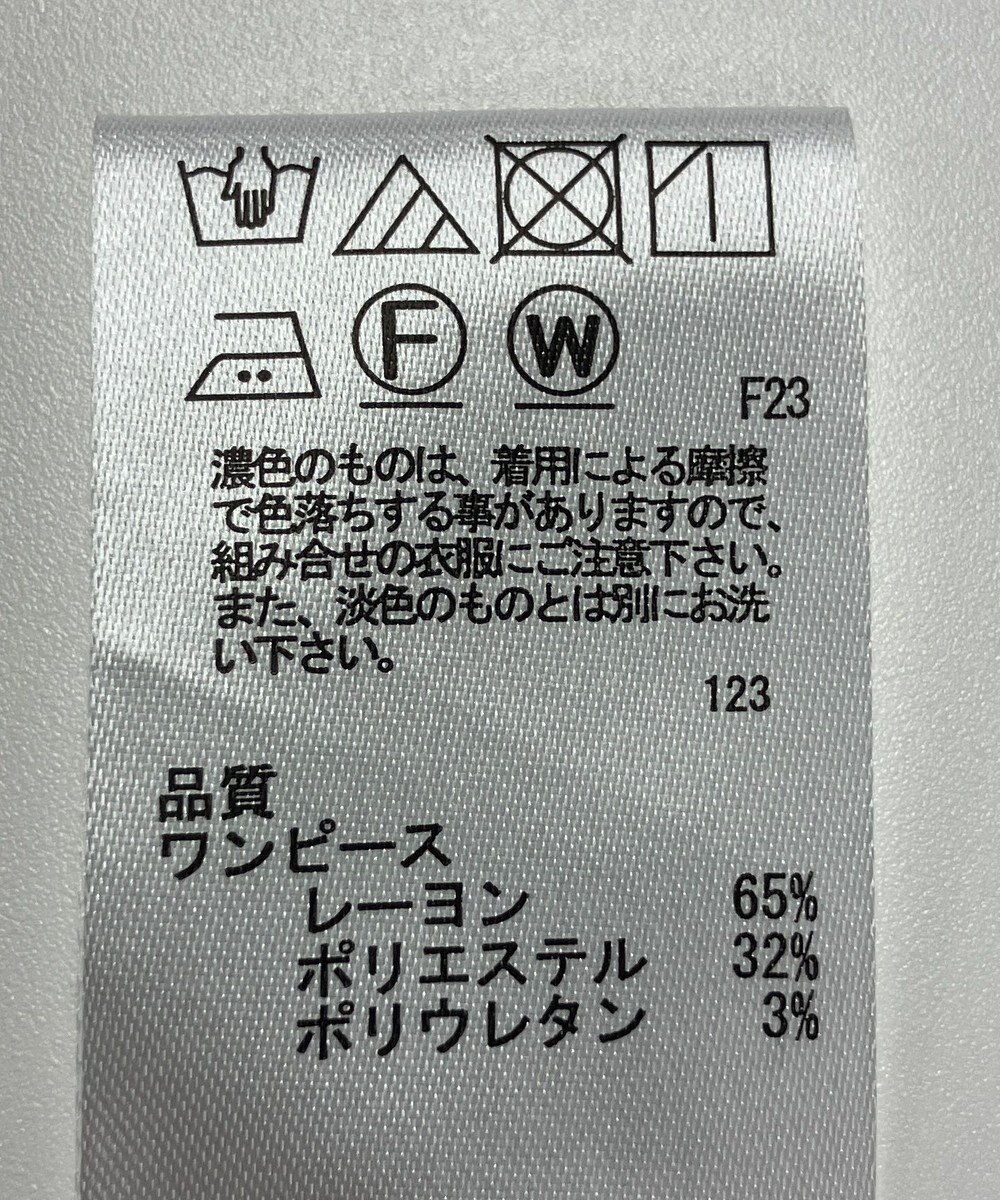 F
W
F23
濃色のものは、着用による摩擦
で色落ちする事がありますので、
組み合せの衣服にご注意下さい。
また、淡色のものとは別にお洗
い下さい。
123
品質
ワンピース
レーヨン 65%
ポリエステル 32%
ポリウレタン 3%